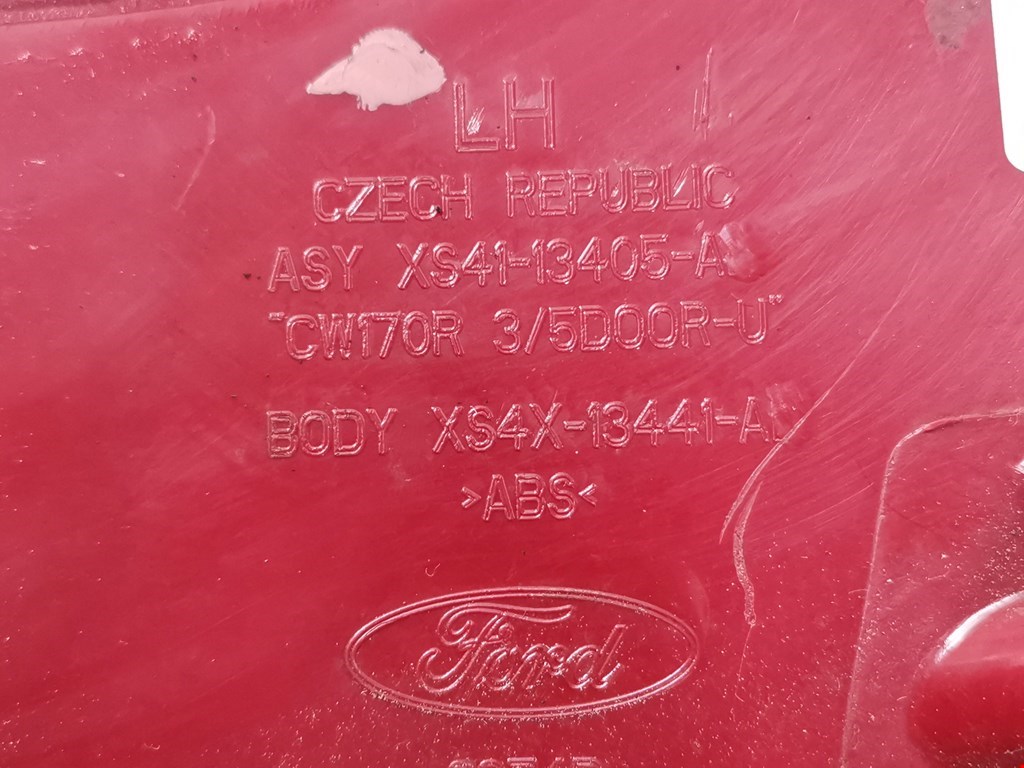 LH
CZECH REPUBLIC
ASY XS41-13405-A
"CW170R 3/5DOOR-U"
BODY XS4X-13441-A
>ABS<
Ford